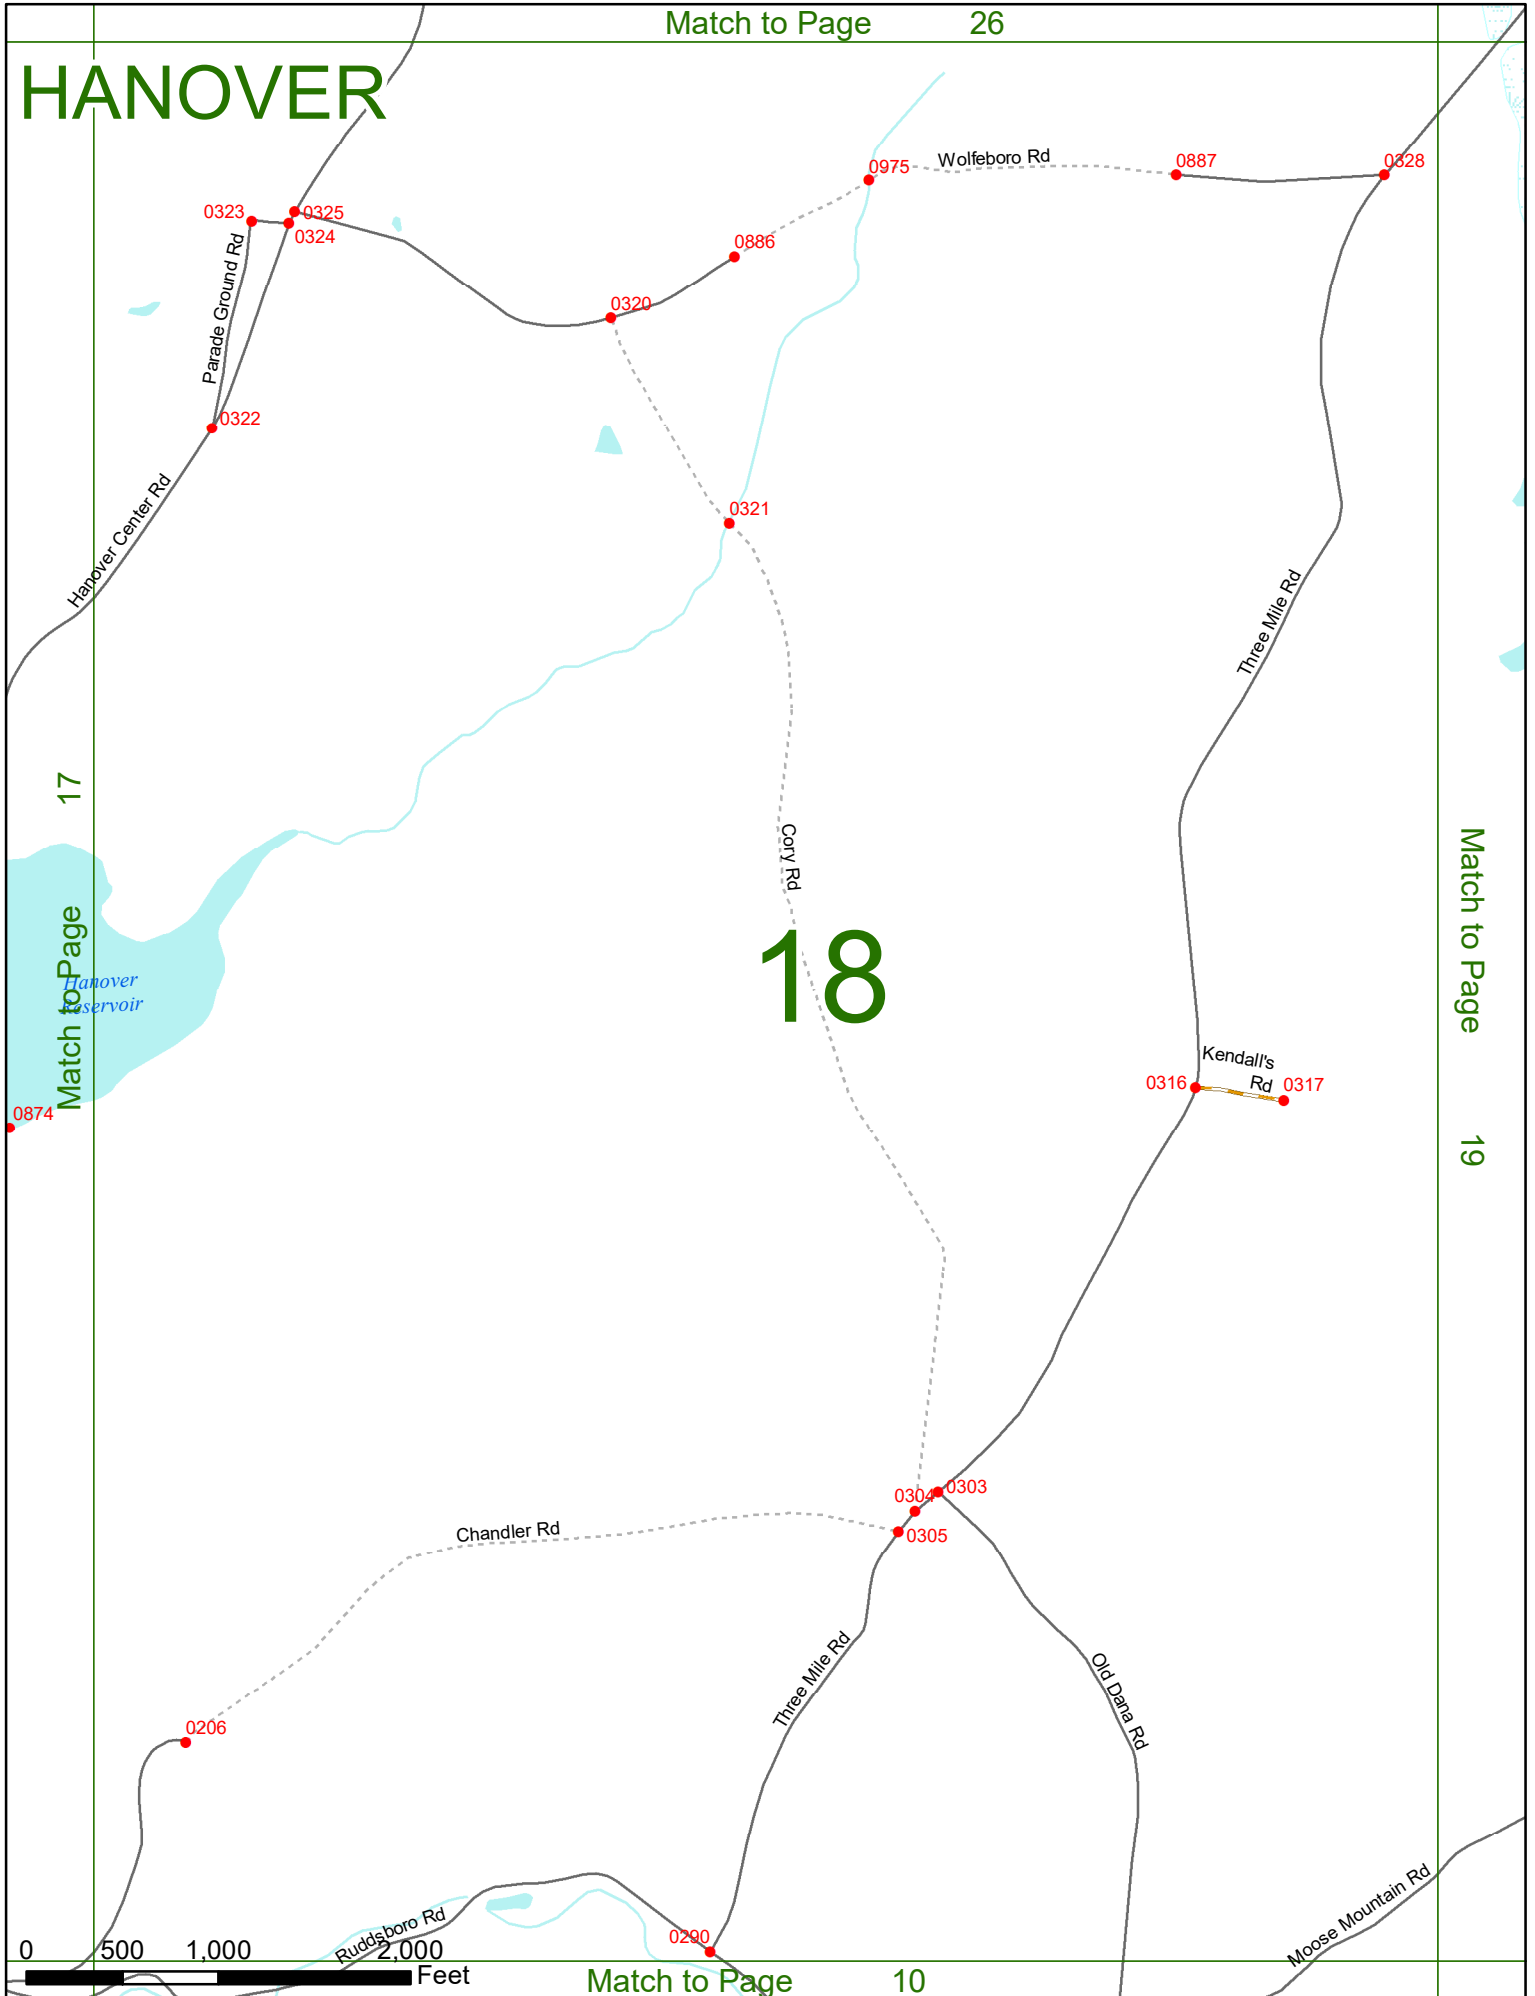 Match to Page 26
HANOVER
0975
Wolfeboro Rd
0887
0328
0323
0325
0324
0886
Parade Ground Rd
0320
0322
Hanover Center Rd
0321
Three Mile Rd
17
Match to Page
Cory Rd
Match to Page
19
18
Hanover
Reservoir
Kendall's
Rd
0316
0317
0874
0303
0304
0305
Chandler Rd
Three Mile Rd
Old Dana Rd
0206
Moose Mountain Rd
Ruddsboro Rd
0290
0 500 1,000 2,000
Feet
Match to Page 10